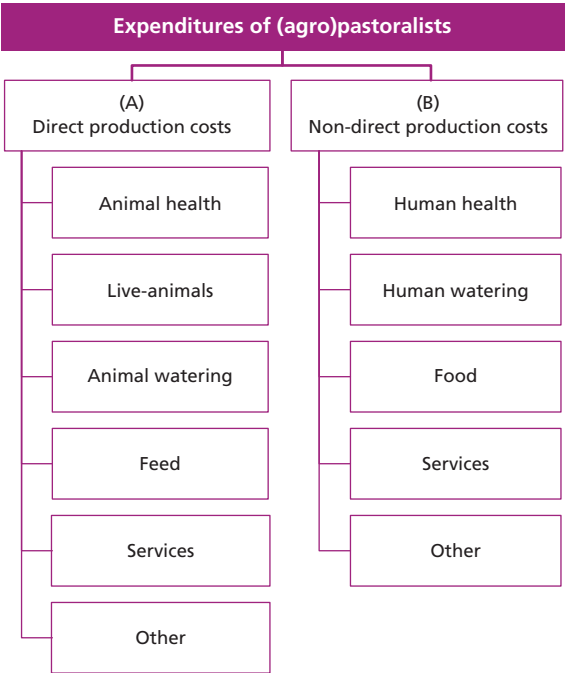 Expenditures of (agro)pastoralists
(A)
Direct production costs
Animal health
Live-animals
Animal watering
Feed
Services
Other
(B)
Non-direct production costs
Human health
Human watering
Food
Services
Other